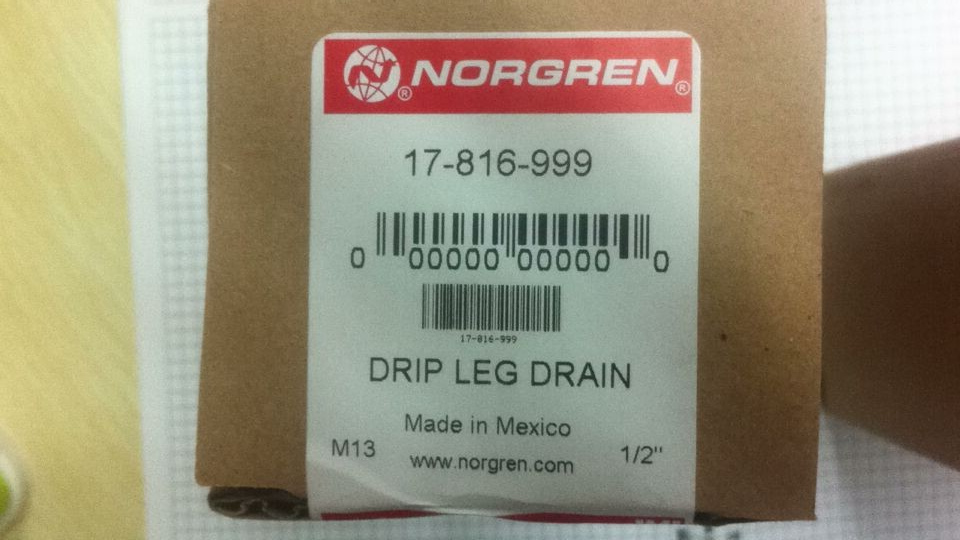 NORGREN®
17-816-999
0 00000 00000 0
17-816-999
DRIP LEG DRAIN
Made in Mexico
M13 www.norgren.com 1/2"